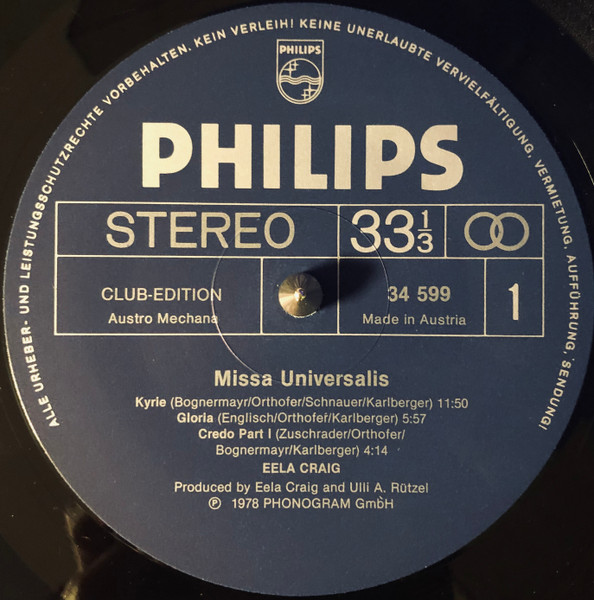 ALLE URHEBER- UND LEISTUNGSSCHUTZRECHTE VORBEHALTEN. KEIN VERLEIH! KEINE UNERLAUBTE VERVIELFÄLTIGUNG, VERMIETUNG, AUFFÜHRUNG, SENDUNG!
PHILIPS
PHILIPS
STEREO 33 1/3
CLUB-EDITION 34 599 1
Austro Mechana Made in Austria
Missa Universalis
Kyrie (Bognermayr/Orthofer/Schnauer/Karlberger) 11:50
Gloria (Englisch/Orthofer/Karlberger) 5:57
Credo Part I (Zuschrader/Orthofer/
Bognermayr/Karlberger) 4:14
EELA CRAIG
Produced by Eela Craig and Ulli A. Rützel
℗ 1978 PHONOGRAM GmbH